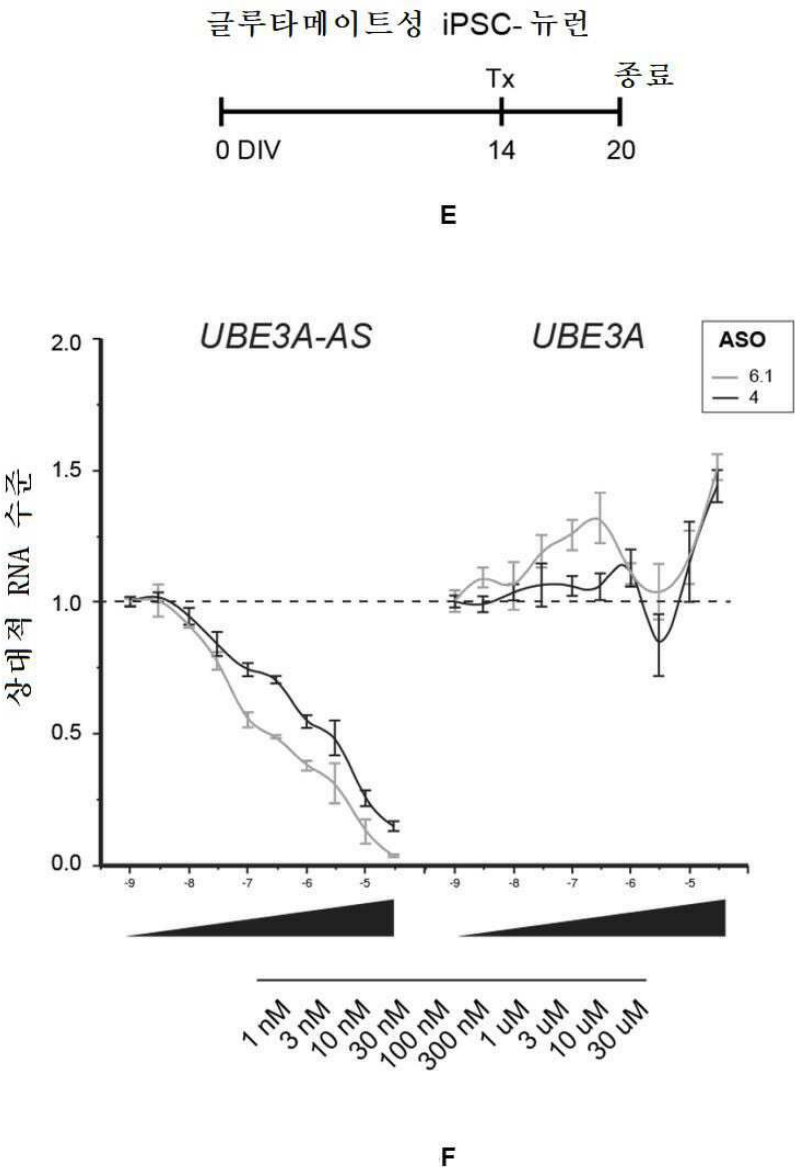 글루타메이트성 iPSC-뉴런
Tx 종료
0 DIV 14 20
E
UBE3A-AS UBE3A
ASO
6.1
4
상대적 RNA 수준
2.0
1.5
1.0
0.5
0.0
-9 -8 -7 -6 -5 -9 -8 -7 -6 -5
1 nM 3 nM 10 nM 30 nM 100 nM 300 nM 1 uM 3 uM 10 uM 30 uM
F